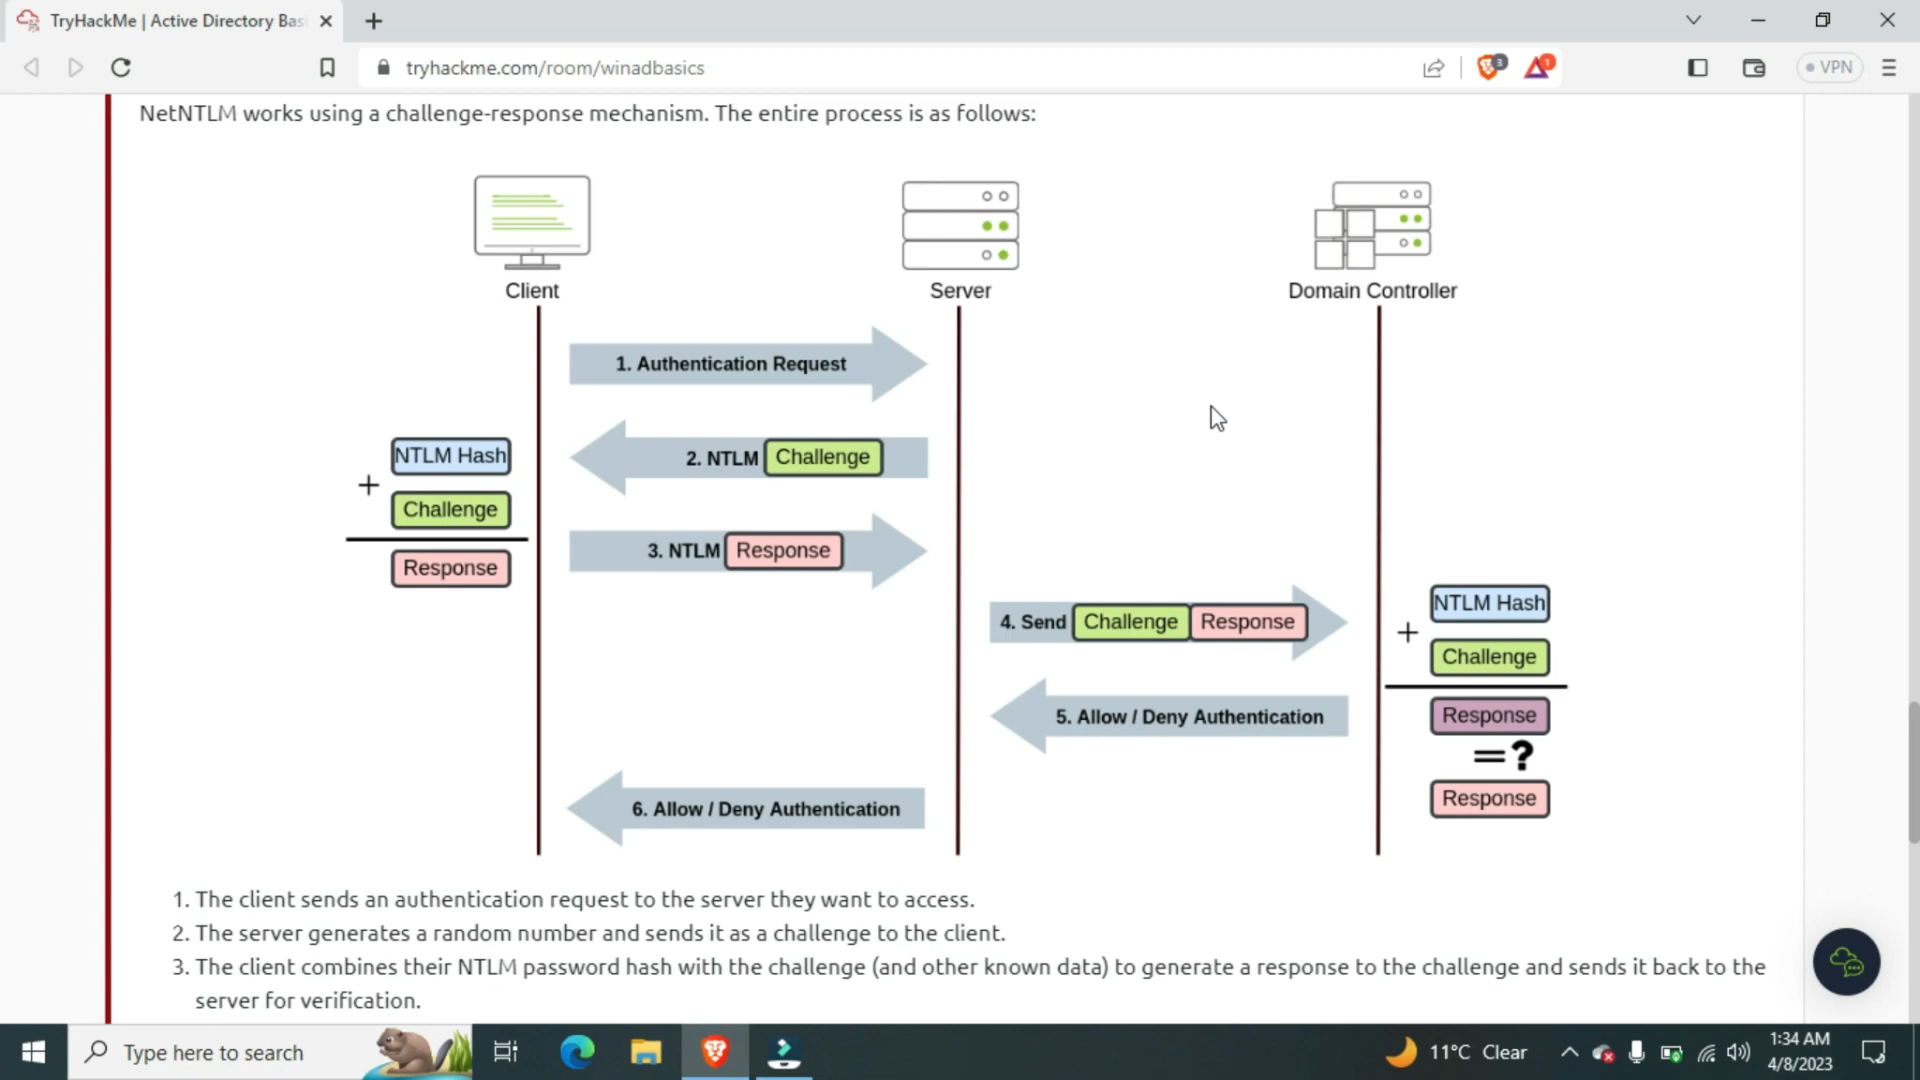 TryHackMe | Active Directory Bas
tryhackme.com/room/winadbasics
3
1
VPN
NetNTLM works using a challenge-response mechanism. The entire process is as follows:
Client
Server
Domain Controller
1. Authentication Request
NTLM Hash
2. NTLM Challenge
+
Challenge
3. NTLM Response
Response
4. Send Challenge Response
NTLM Hash
+
Challenge
5. Allow / Deny Authentication
Response
=?
Response
6. Allow / Deny Authentication
1. The client sends an authentication request to the server they want to access.
2. The server generates a random number and sends it as a challenge to the client.
3. The client combines their NTLM password hash with the challenge (and other known data) to generate a response to the challenge and sends it back to the
server for verification.
Type here to search
11°C Clear
1:34 AM
4/8/2023